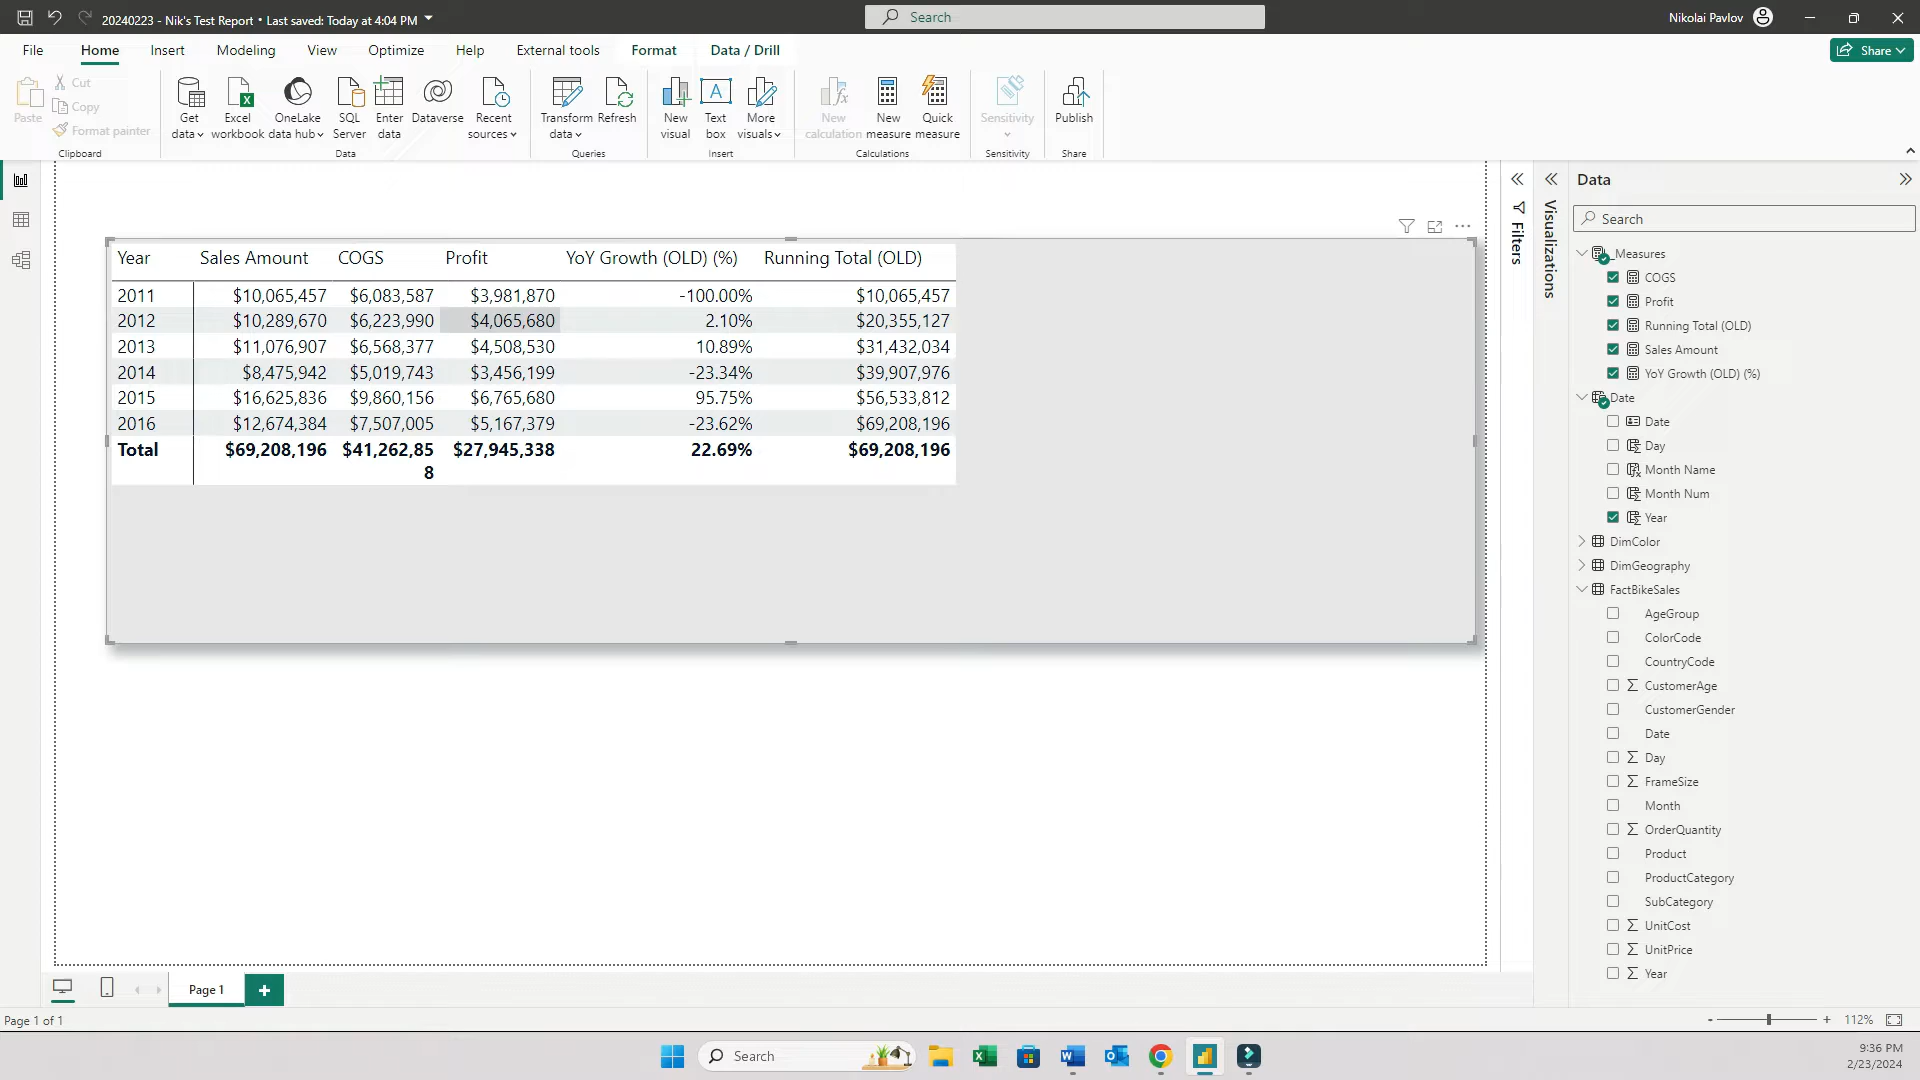 20240223 - Nik's Test Report • Last saved: Today at 4:04 PM
Search
Nikolai Pavlov
File Home Insert Modeling View Optimize Help External tools Format Data / Drill
Share
Paste
Cut
Copy
Format painter
Clipboard
Get data
Excel workbook
OneLake data hub
SQL Server
Enter data
Dataverse
Recent sources
Data
Transform data
Refresh
Queries
New visual
Text box
More visuals
Insert
New calculation
New measure
Quick measure
Calculations
Sensitivity
Sensitivity
Publish
Share
Year Sales Amount COGS Profit YoY Growth (OLD) (%) Running Total (OLD)
2011 $10,065,457 $6,083,587 $3,981,870 -100.00% $10,065,457
2012 $10,289,670 $6,223,990 $4,065,680 2.10% $20,355,127
2013 $11,076,907 $6,568,377 $4,508,530 10.89% $31,432,034
2014 $8,475,942 $5,019,743 $3,456,199 -23.34% $39,907,976
2015 $16,625,836 $9,860,156 $6,765,680 95.75% $56,533,812
2016 $12,674,384 $7,507,005 $5,167,379 -23.62% $69,208,196
Total $69,208,196 $41,262,85 $27,945,338 22.69% $69,208,196
8
Filters
Visualizations
Data
Search
_Measures
COGS
Profit
Running Total (OLD)
Sales Amount
YoY Growth (OLD) (%)
Date
Date
Day
Month Name
Month Num
Year
DimColor
DimGeography
FactBikeSales
AgeGroup
ColorCode
CountryCode
CustomerAge
CustomerGender
Date
Day
FrameSize
Month
OrderQuantity
Product
ProductCategory
SubCategory
UnitCost
UnitPrice
Year
Page 1
Page 1 of 1
- + 112%
Search
9:36 PM
2/23/2024